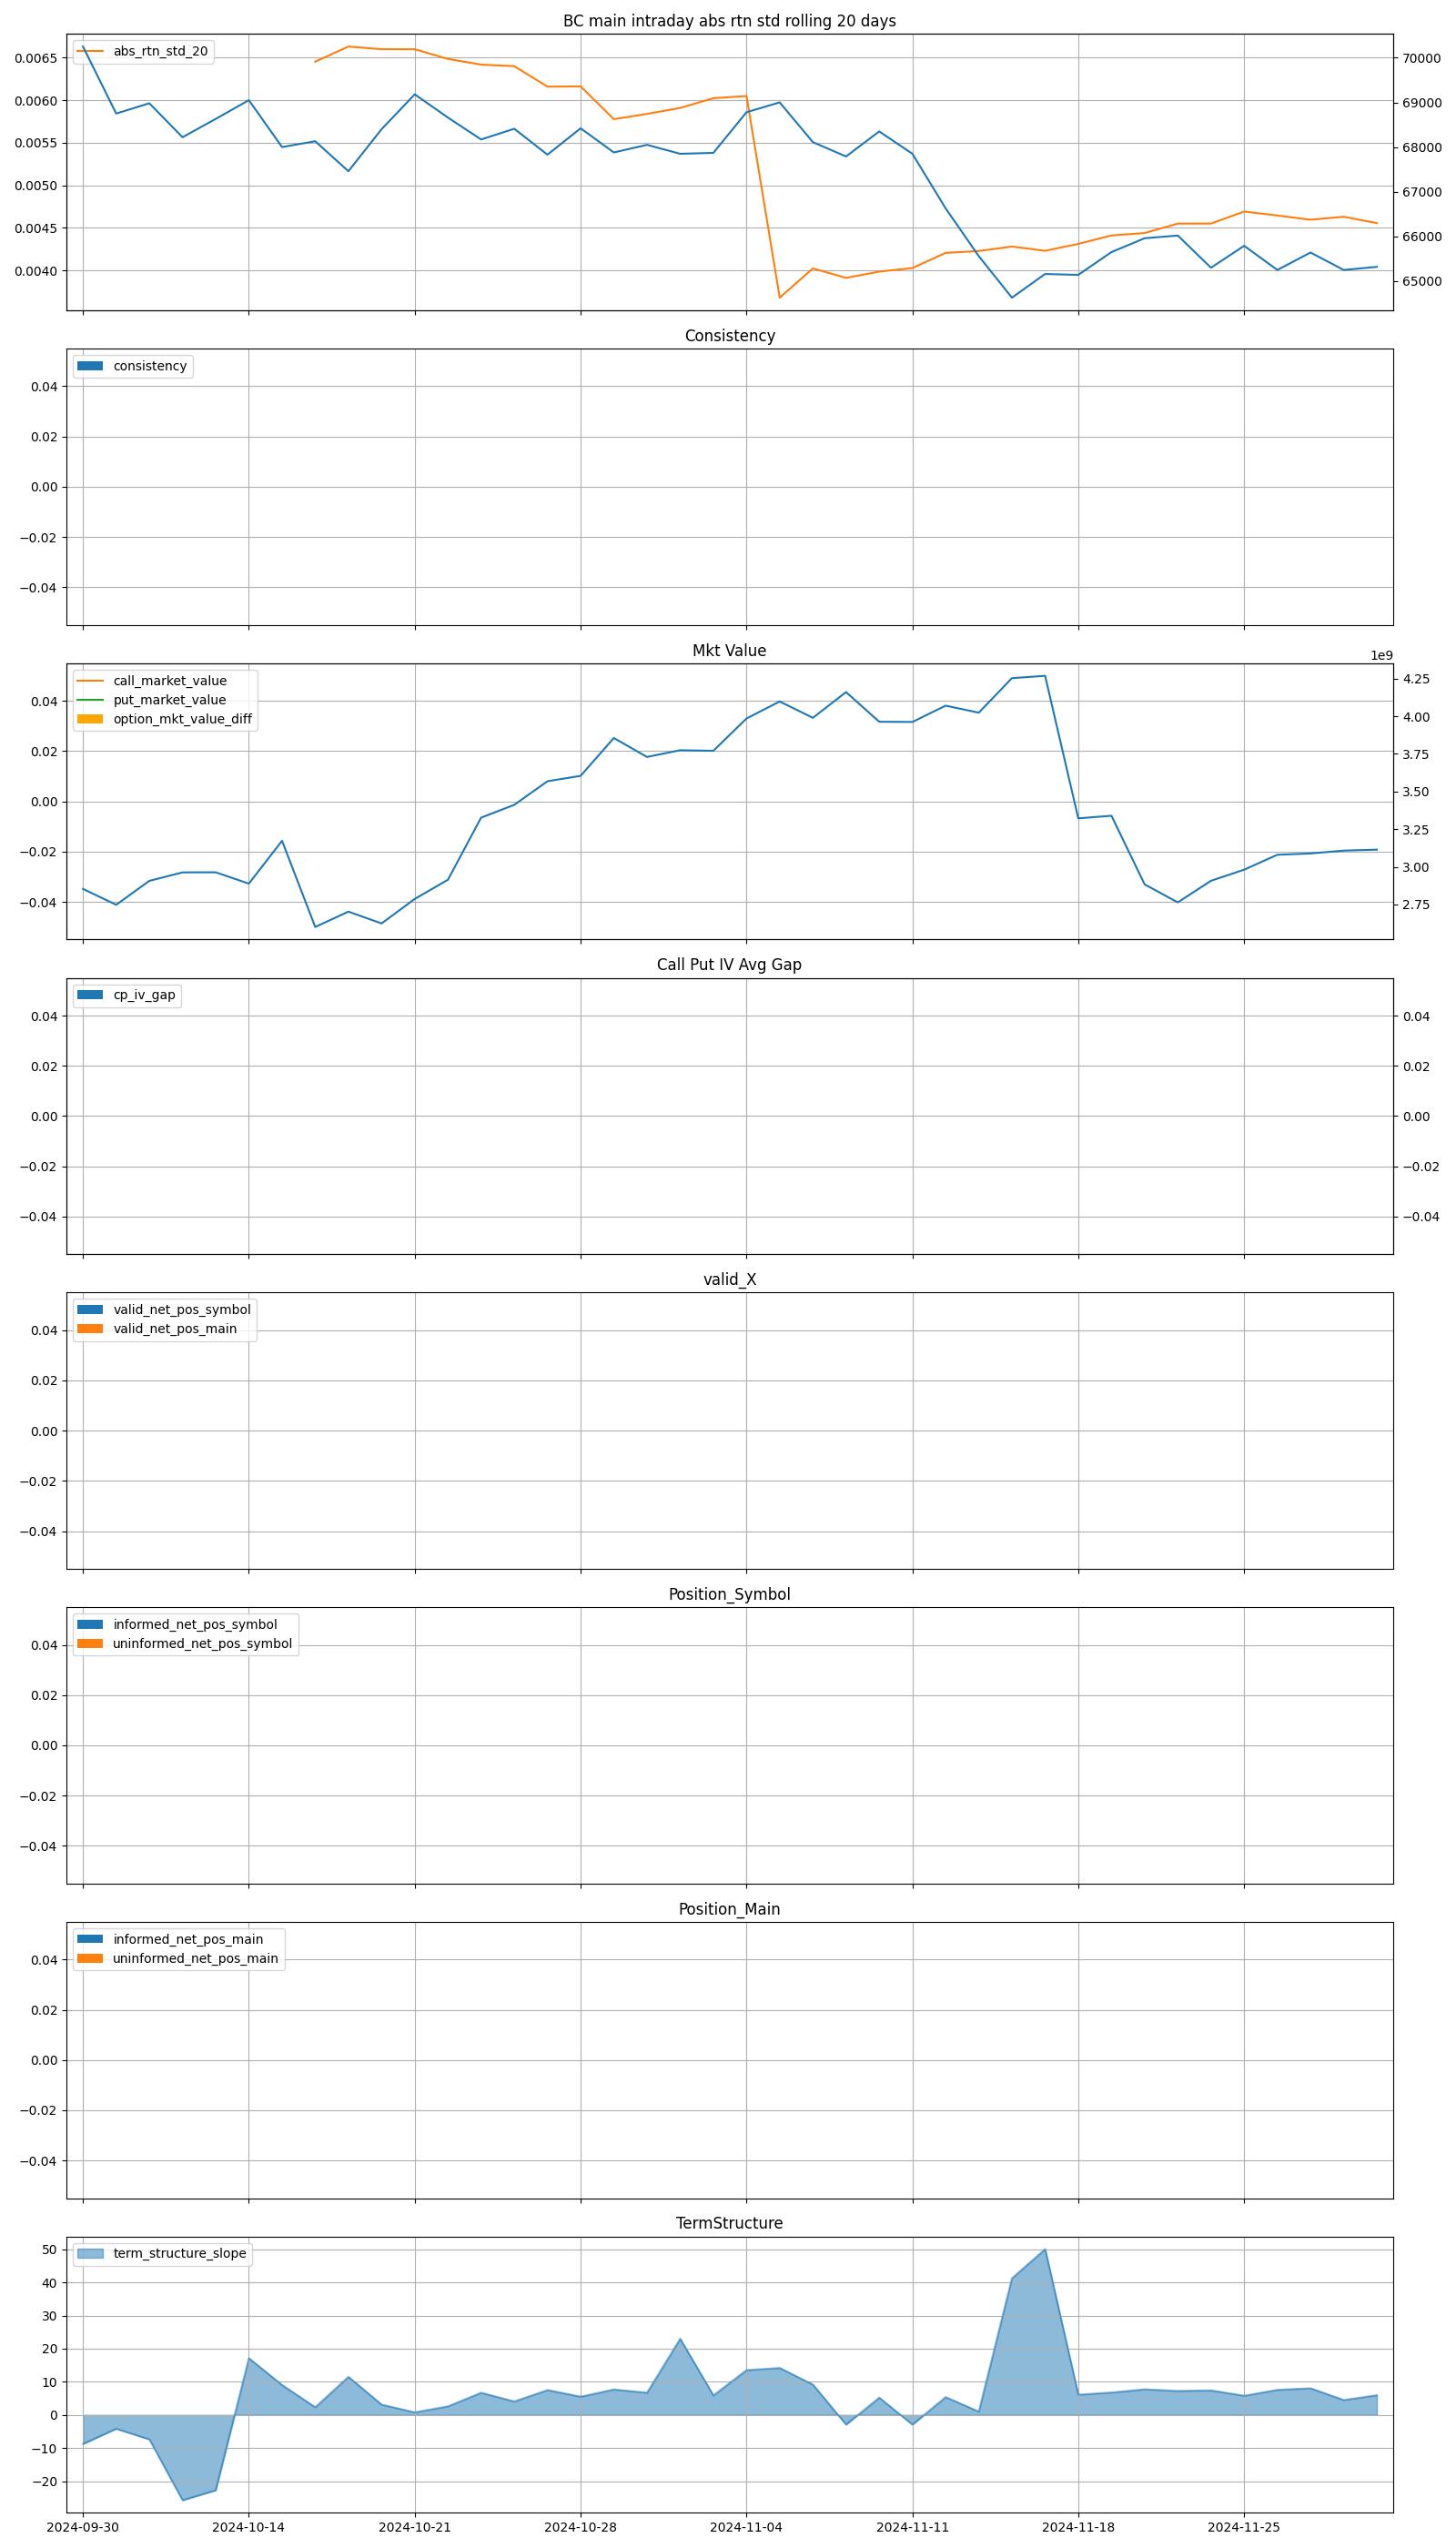 BC main intraday abs rtn std rolling 20 days
abs_rtn_std_20
0.0065
0.0060
0.0055
0.0050
0.0045
0.0040
70000
69000
68000
67000
66000
65000
Consistency
consistency
0.04
0.02
0.00
−0.02
−0.04
Mkt Value
1e9
call_market_value
put_market_value
option_mkt_value_diff
0.04
0.02
0.00
−0.02
−0.04
4.25
4.00
3.75
3.50
3.25
3.00
2.75
Call Put IV Avg Gap
cp_iv_gap
0.04
0.02
0.00
−0.02
−0.04
0.04
0.02
0.00
−0.02
−0.04
valid_X
valid_net_pos_symbol
valid_net_pos_main
0.04
0.02
0.00
−0.02
−0.04
Position_Symbol
informed_net_pos_symbol
uninformed_net_pos_symbol
0.04
0.02
0.00
−0.02
−0.04
Position_Main
informed_net_pos_main
uninformed_net_pos_main
0.04
0.02
0.00
−0.02
−0.04
TermStructure
term_structure_slope
50
40
30
20
10
0
−10
−20
2024-09-30 2024-10-14 2024-10-21 2024-10-28 2024-11-04 2024-11-11 2024-11-18 2024-11-25